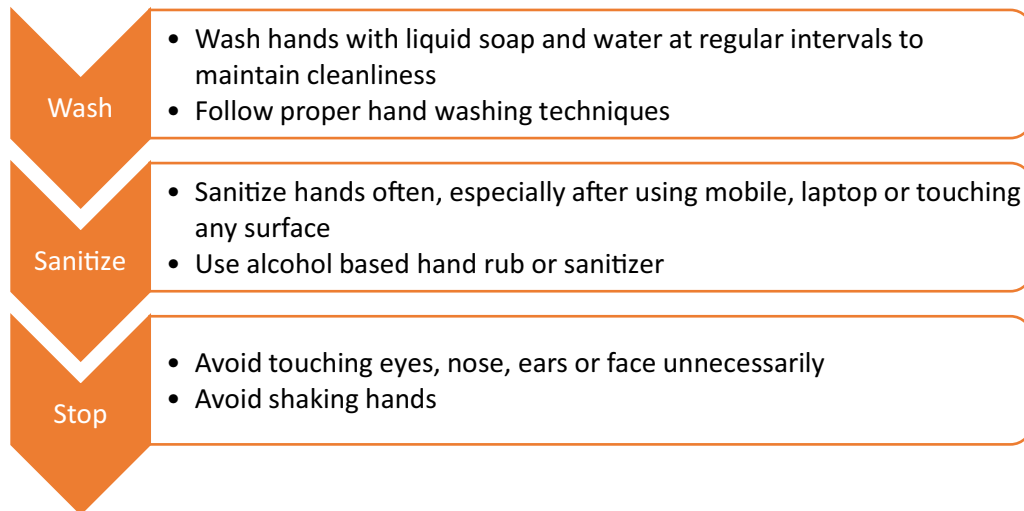 Wash
• Wash hands with liquid soap and water at regular intervals to
maintain cleanliness
• Follow proper hand washing techniques
Sanitize
• Sanitize hands often, especially after using mobile, laptop or touching
any surface
• Use alcohol based hand rub or sanitizer
Stop
• Avoid touching eyes, nose, ears or face unnecessarily
• Avoid shaking hands